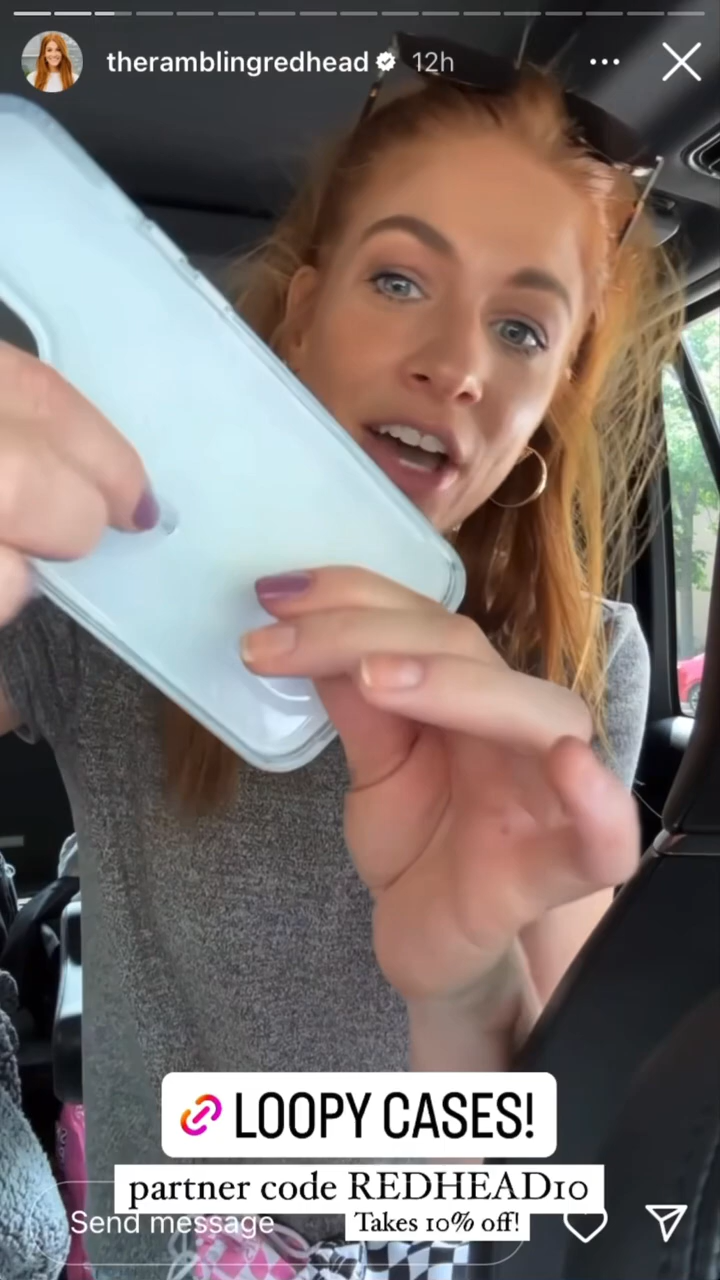 theramblingredhead 12h
LOOPY CASES!
partner code REDHEAD10
Send message
Takes 10% off!